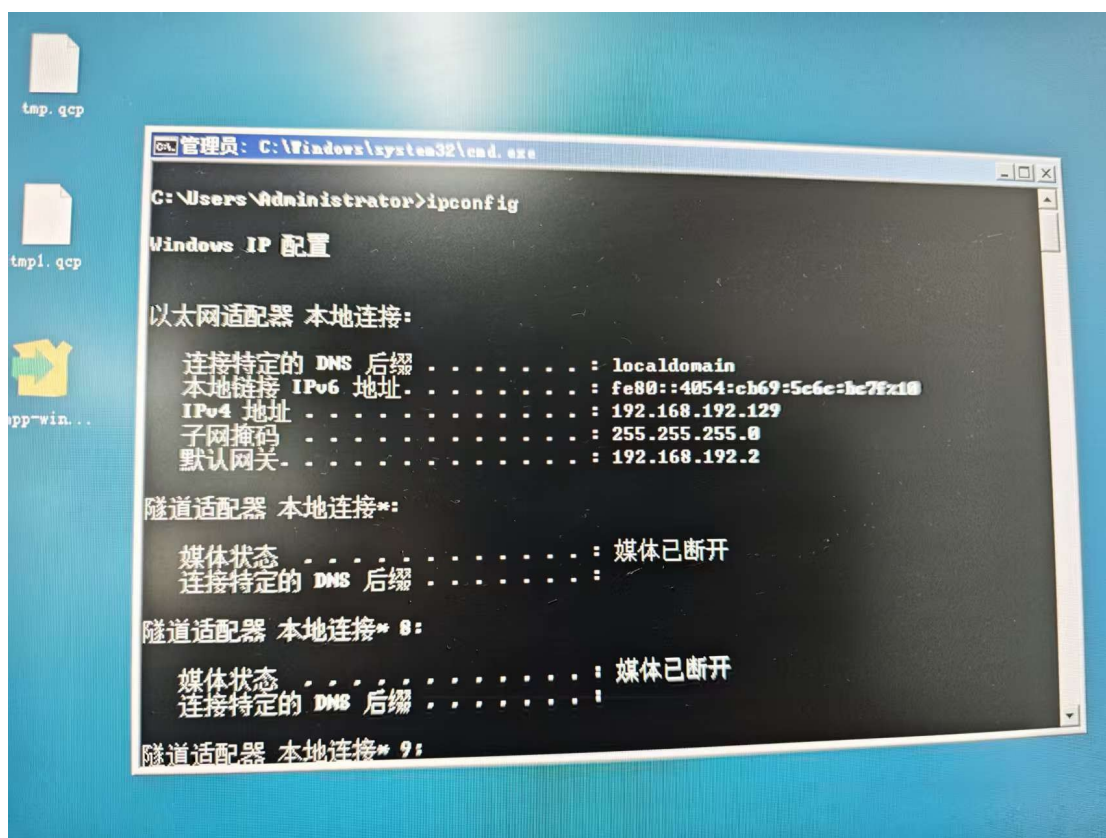 tmp.qcp
tmp1.qcp
pp-win...
管理员: C:\Windows\system32\cmd.exe
C:\Users\Administrator>ipconfig
Windows IP 配置
以太网适配器 本地连接:
连接特定的 DNS 后缀 . . . . . . . : localdomain
本地链接 IPv6 地址. . . . . . . . : fe80::4054:cb69:5c6c:bc7f%10
IPv4 地址 . . . . . . . . . . . . : 192.168.192.129
子网掩码 . . . . . . . . . . . . : 255.255.255.0
默认网关. . . . . . . . . . . . . : 192.168.192.2
隧道适配器 本地连接*:
媒体状态 . . . . . . . . . . . . : 媒体已断开
连接特定的 DNS 后缀 . . . . . . . :
隧道适配器 本地连接* 8:
媒体状态 . . . . . . . . . . . . : 媒体已断开
连接特定的 DNS 后缀 . . . . . . . :
隧道适配器 本地连接* 9: